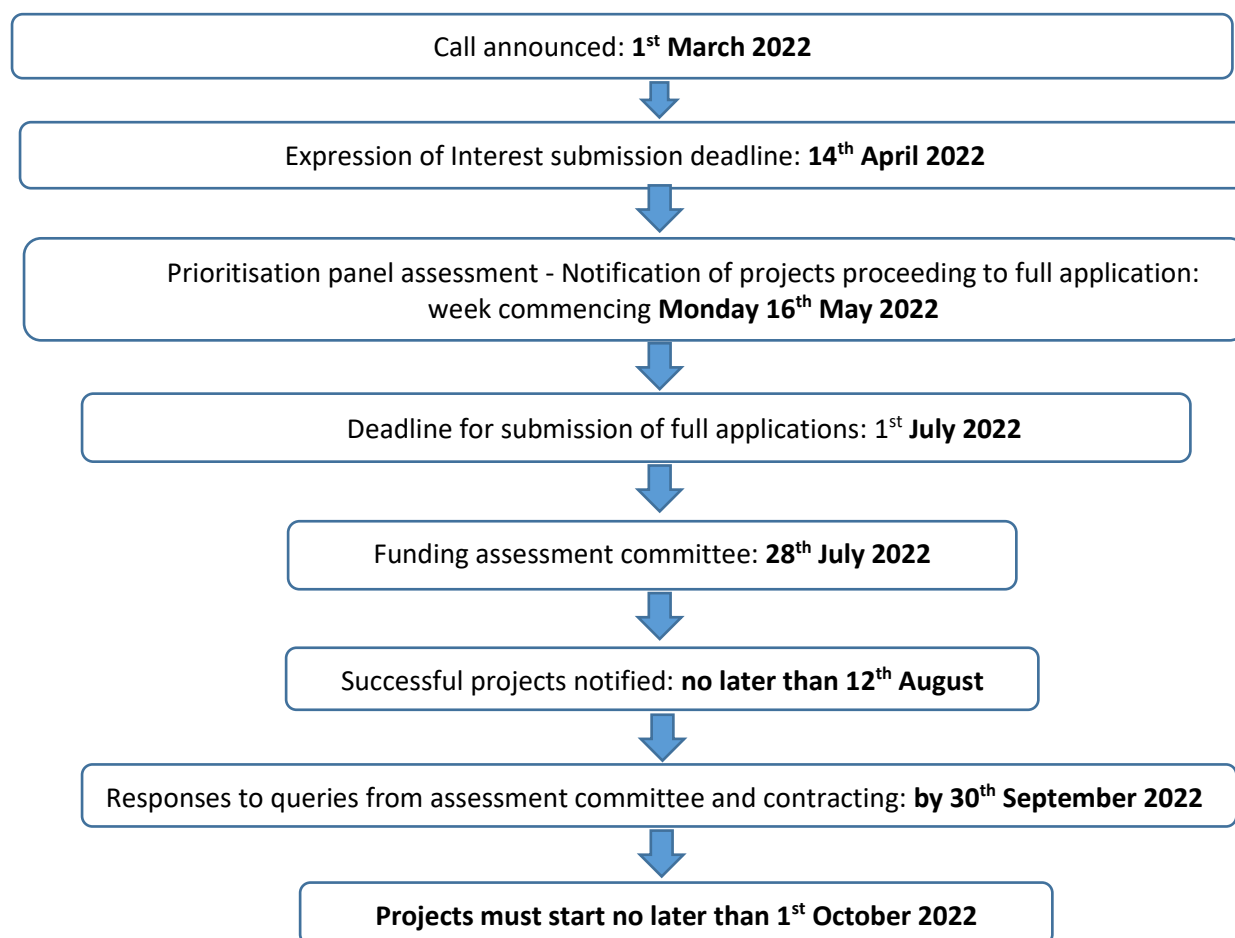 Call announced: 1st March 2022
Expression of Interest submission deadline: 14th April 2022
Prioritisation panel assessment - Notification of projects proceeding to full application:
week commencing Monday 16th May 2022
Deadline for submission of full applications: 1st July 2022
Funding assessment committee: 28th July 2022
Successful projects notified: no later than 12th August
Responses to queries from assessment committee and contracting: by 30th September 2022
Projects must start no later than 1st October 2022